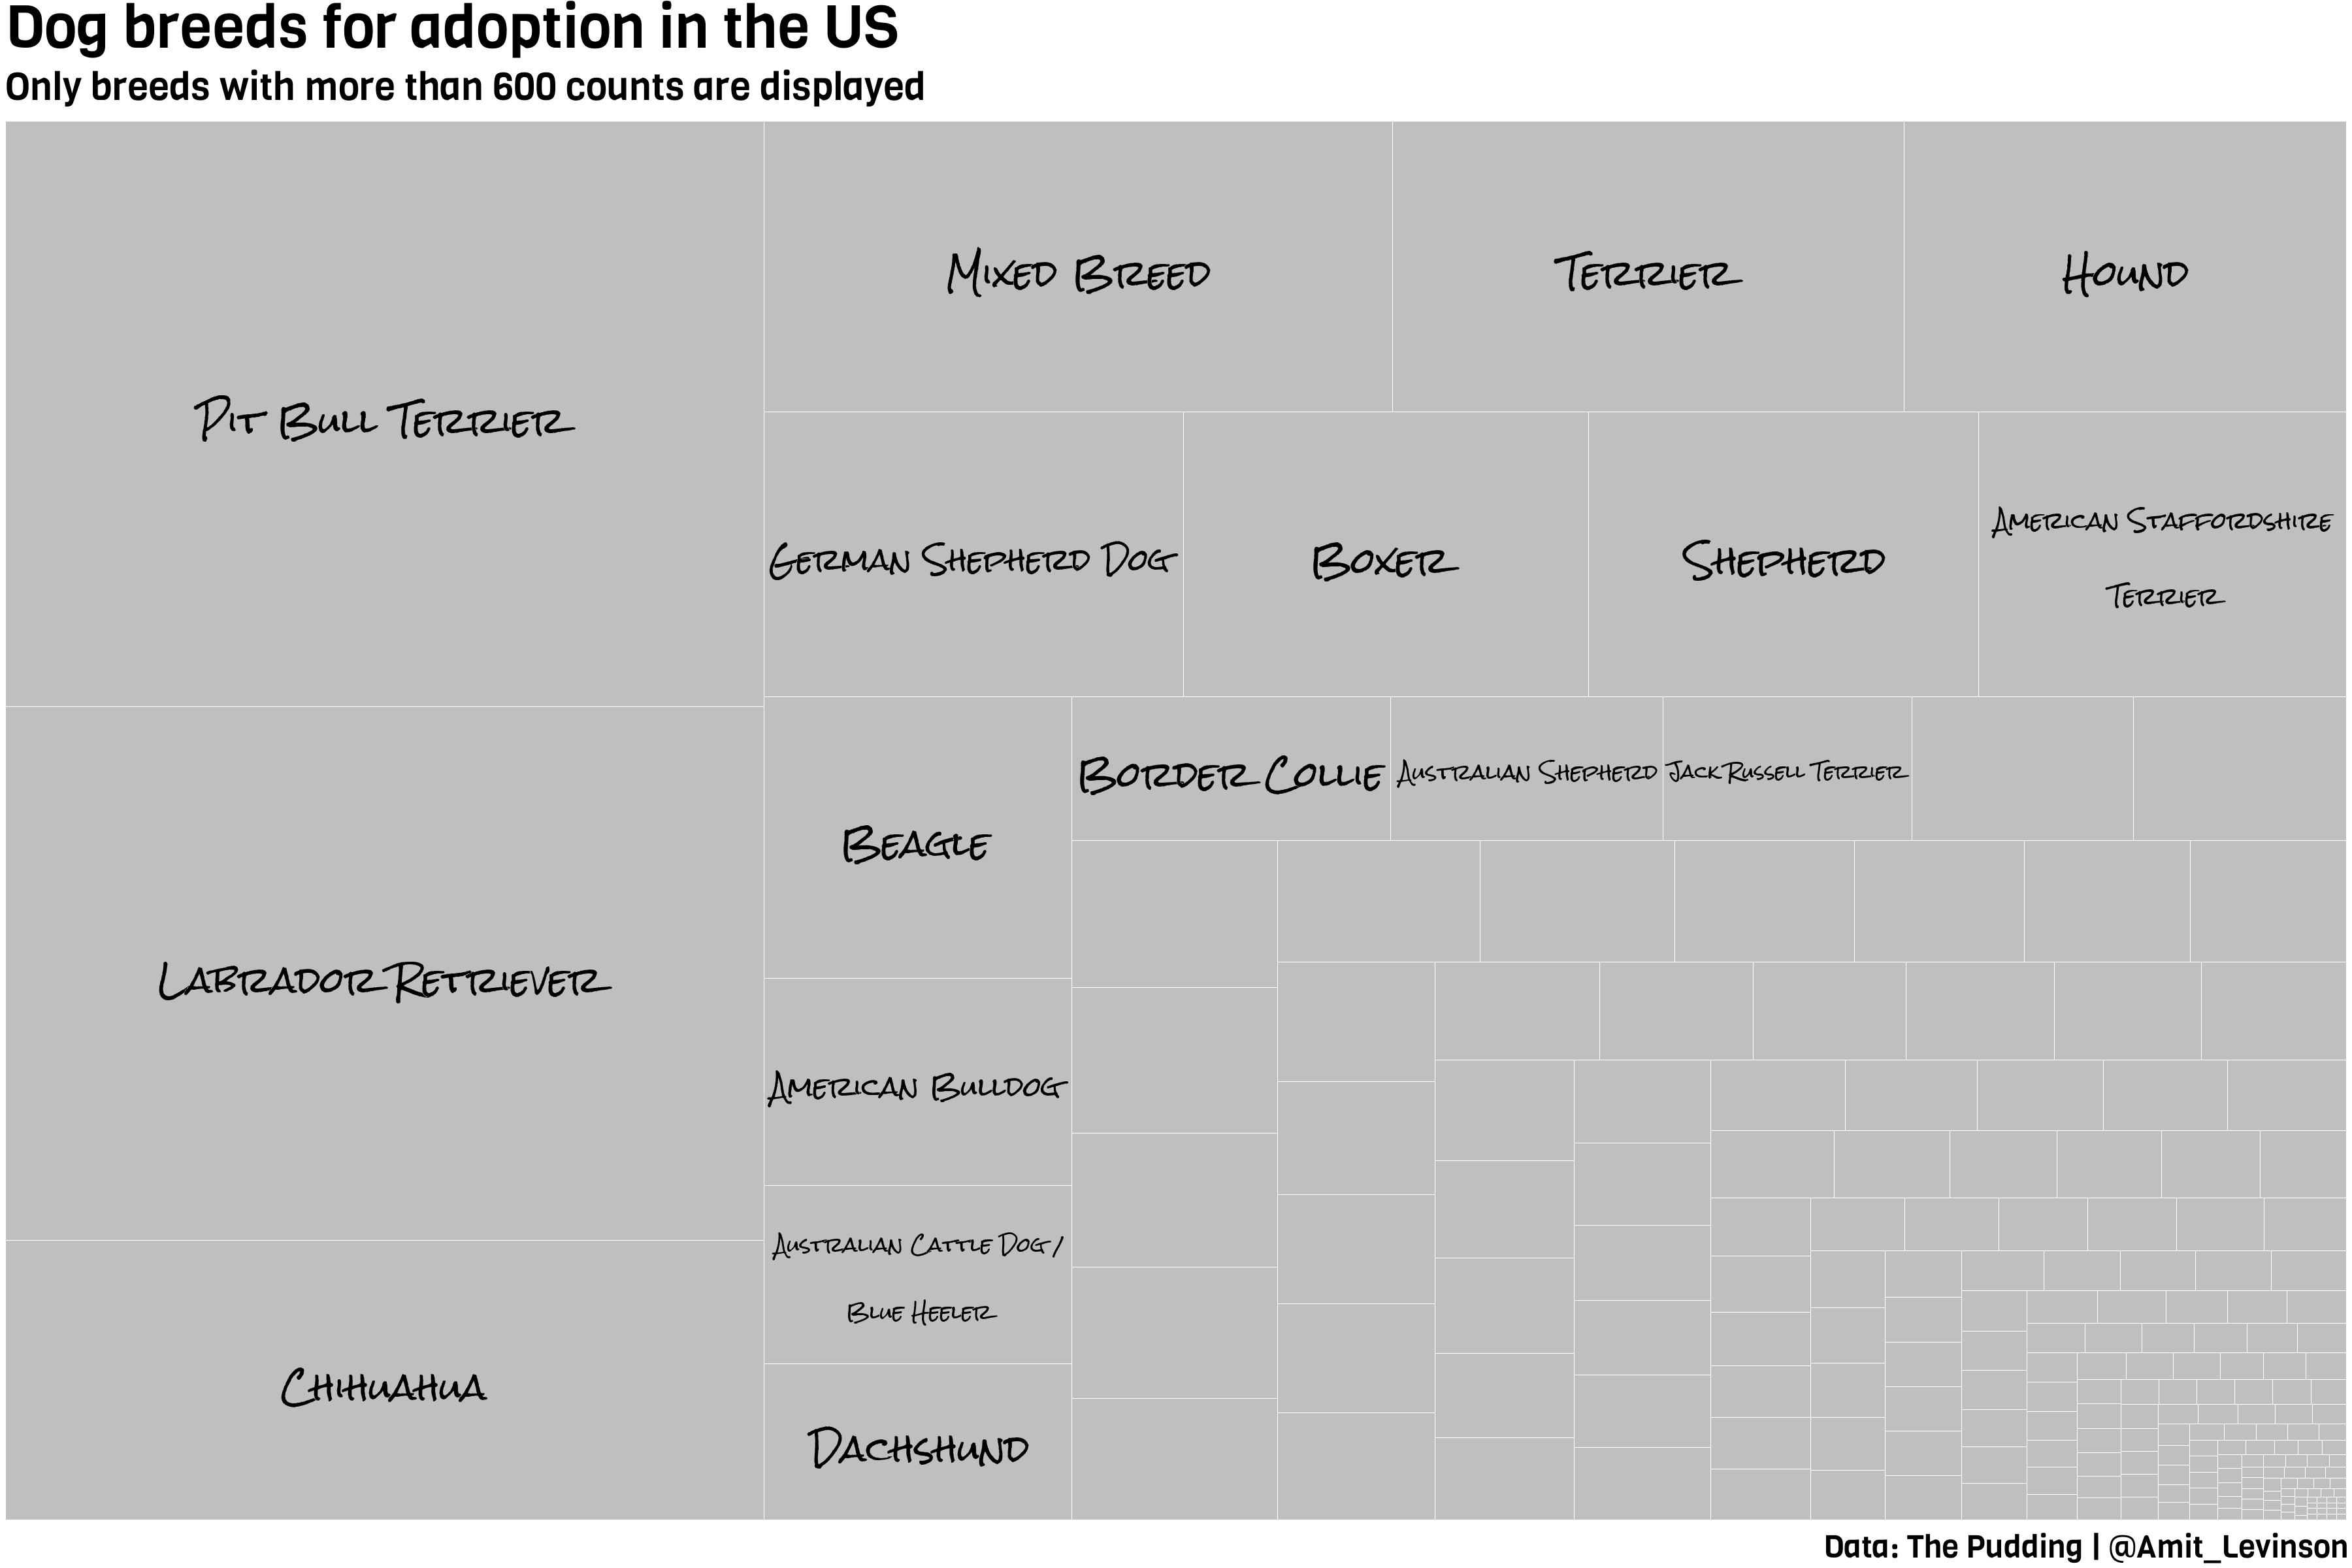 Dog breeds for adoption in the US
Only breeds with more than 600 counts are displayed
Pit Bull Terrier
Mixed Breed
Terrier
Hound
German Shepherd Dog
Boxer
Shepherd
American Staffordshire
Terrier
Labrador Retriever
Beagle
Border Collie
Australian Shepherd
Jack Russell Terrier
American Bulldog
Australian Cattle Dog/
Blue Heeler
Chihuahua
Dachshund
Data: The Pudding | @Amit_Levinson